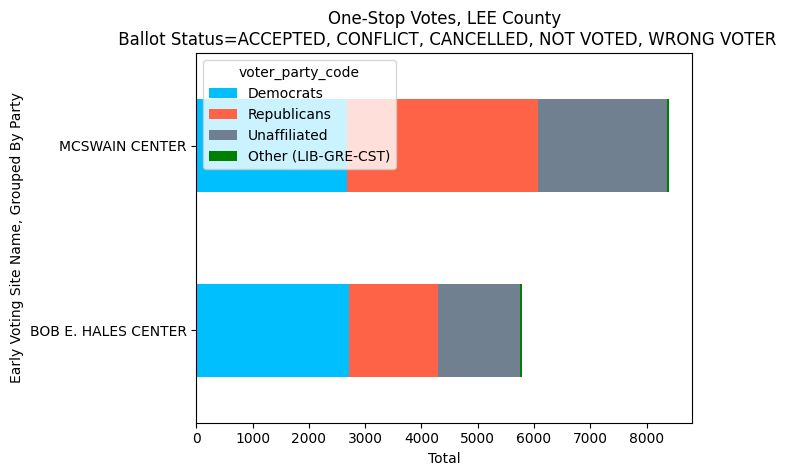 One-Stop Votes, LEE County
Ballot Status=ACCEPTED, CONFLICT, CANCELLED, NOT VOTED, WRONG VOTER
voter_party_code
Democrats
Republicans
Unaffiliated
Other (LIB-GRE-CST)
Early Voting Site Name, Grouped By Party
MCSWAIN CENTER
BOB E. HALES CENTER
0 1000 2000 3000 4000 5000 6000 7000 8000
Total